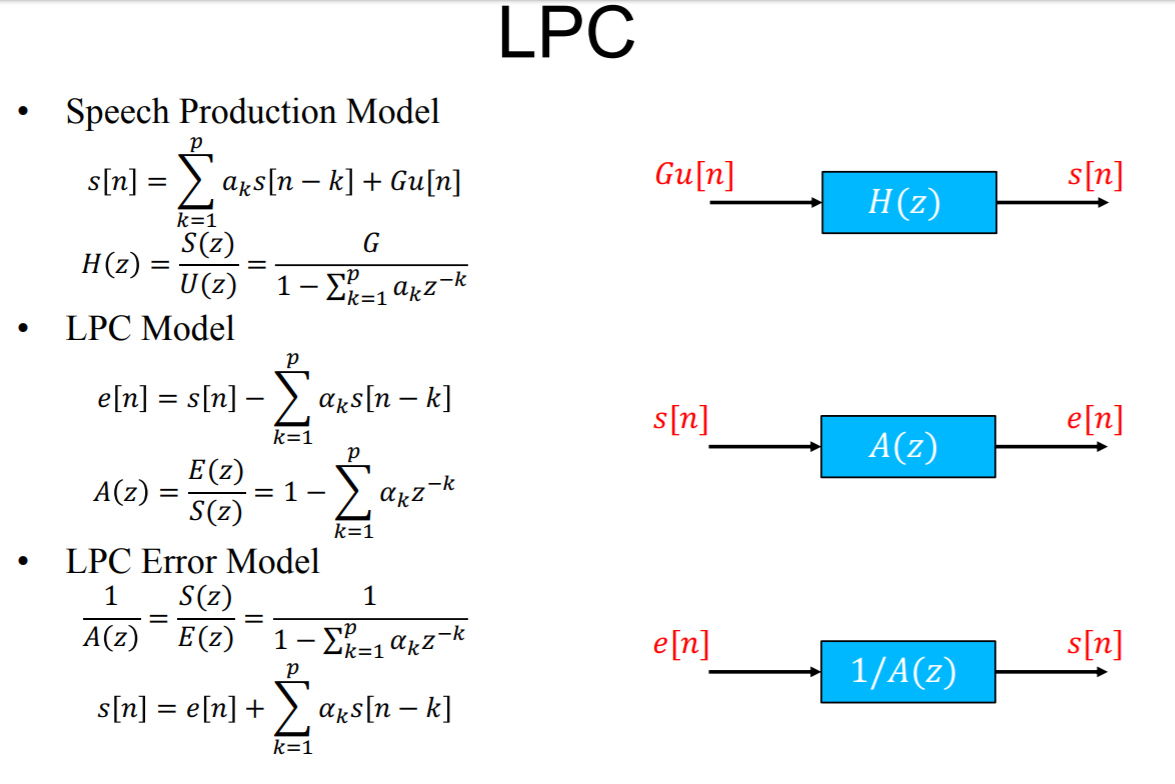 LPC
• Speech Production Model
s[n] = ∑_{k=1}^{p} a_k s[n − k] + Gu[n]
Gu[n] H(z) s[n]
H(z) = S(z)/U(z) = G/(1 − ∑_{k=1}^{p} a_k z^{−k})
• LPC Model
e[n] = s[n] − ∑_{k=1}^{p} α_k s[n − k]
s[n] A(z) e[n]
A(z) = E(z)/S(z) = 1 − ∑_{k=1}^{p} α_k z^{−k}
• LPC Error Model
1/A(z) = S(z)/E(z) = 1/(1 − ∑_{k=1}^{p} α_k z^{−k})
e[n] 1/A(z) s[n]
s[n] = e[n] + ∑_{k=1}^{p} α_k s[n − k]